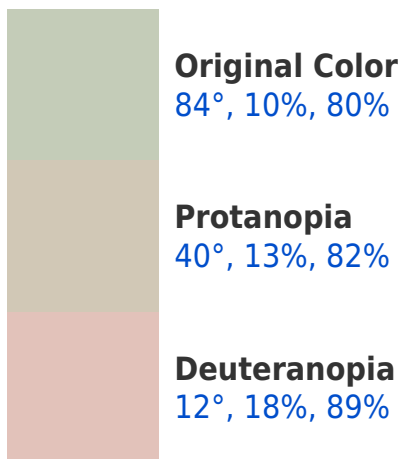 Original Color
84°, 10%, 80%
Protanopia
40°, 13%, 82%
Deuteranopia
12°, 18%, 89%